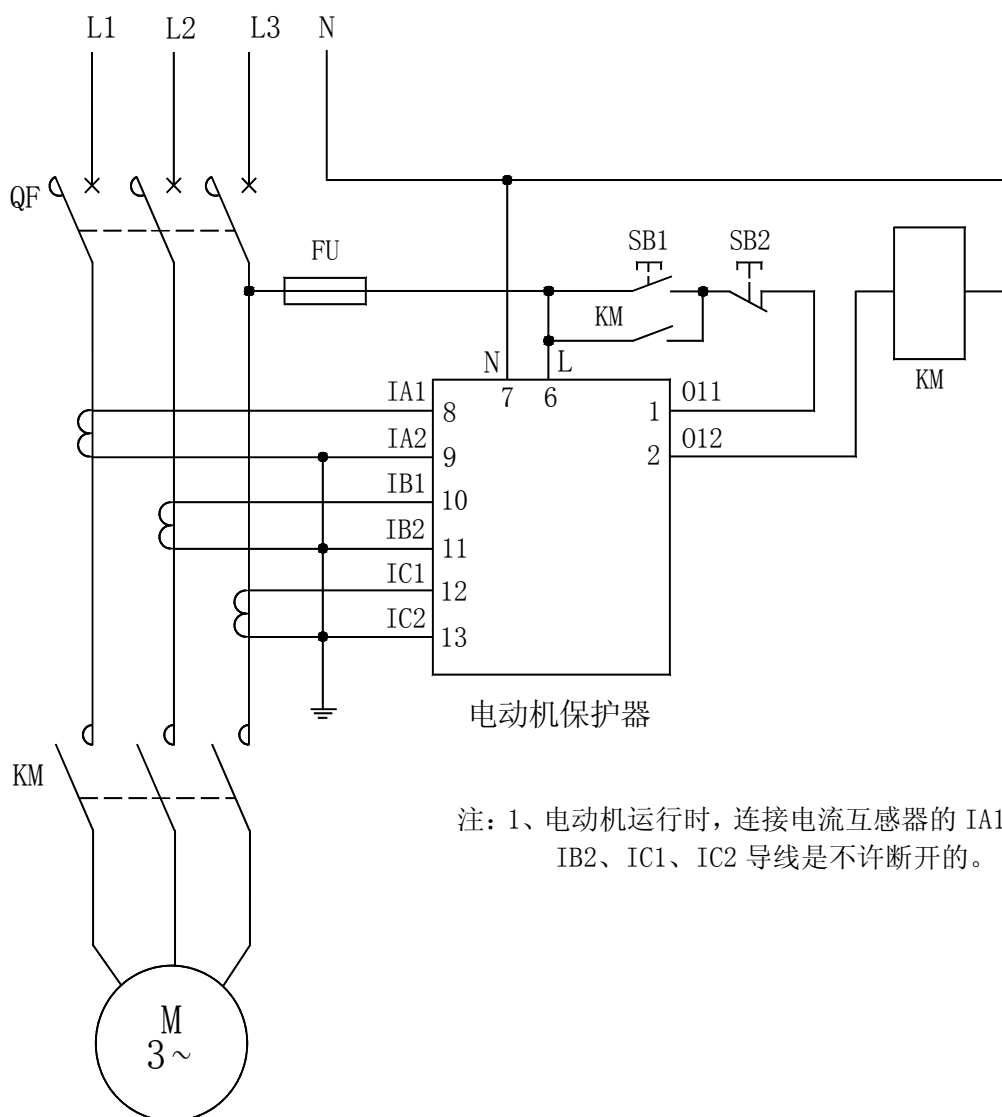 L1 L2 L3 N
QF
FU
SB1 SB2
KM
KM
N L
7 6
IA1 8
IA2 9
IB1 10
IB2 11
IC1 12
IC2 13
1 011
2 012
电动机保护器
KM
注: 1、电动机运行时, 连接电流互感器的 IA1
IB2、IC1、IC2 导线是不许断开的。
M
3~